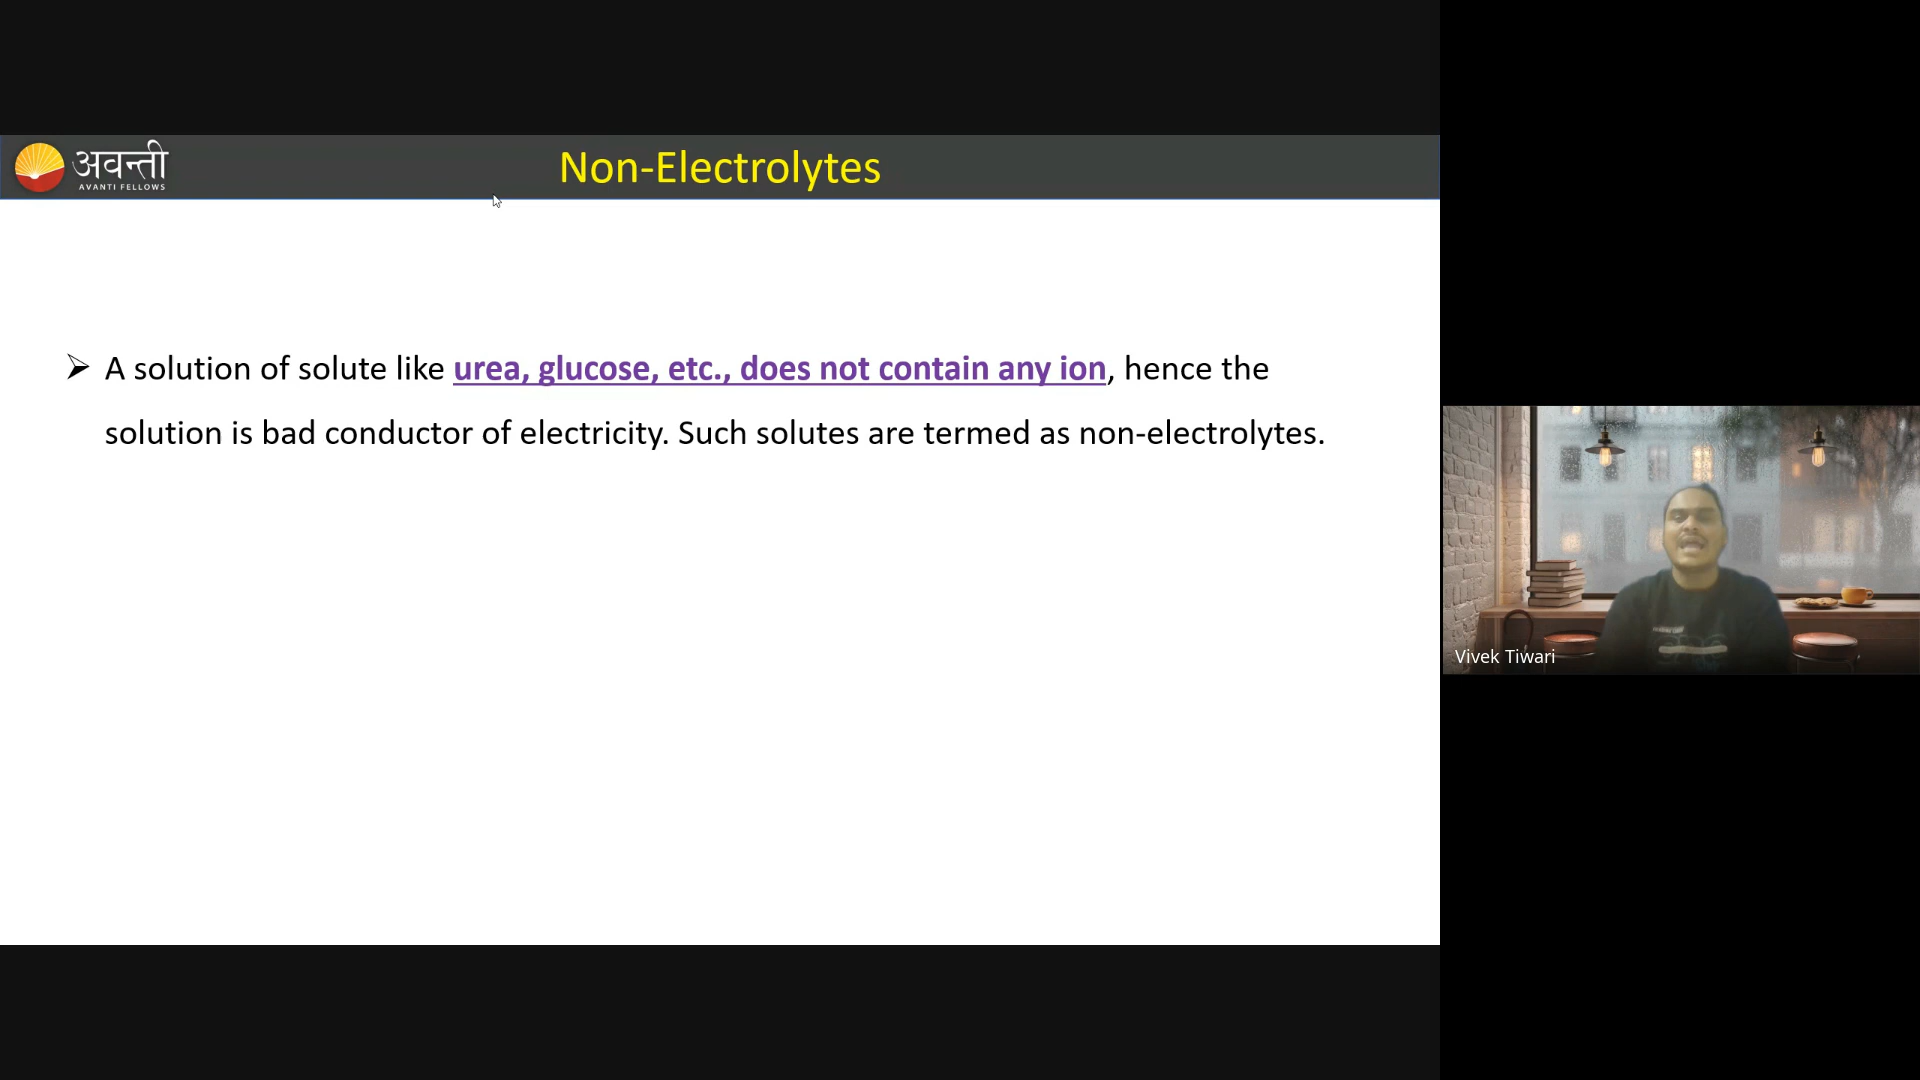 अवन्ती
AVANTI FELLOWS
Non-Electrolytes
A solution of solute like urea, glucose, etc., does not contain any ion, hence the
solution is bad conductor of electricity. Such solutes are termed as non-electrolytes.
Vivek Tiwari